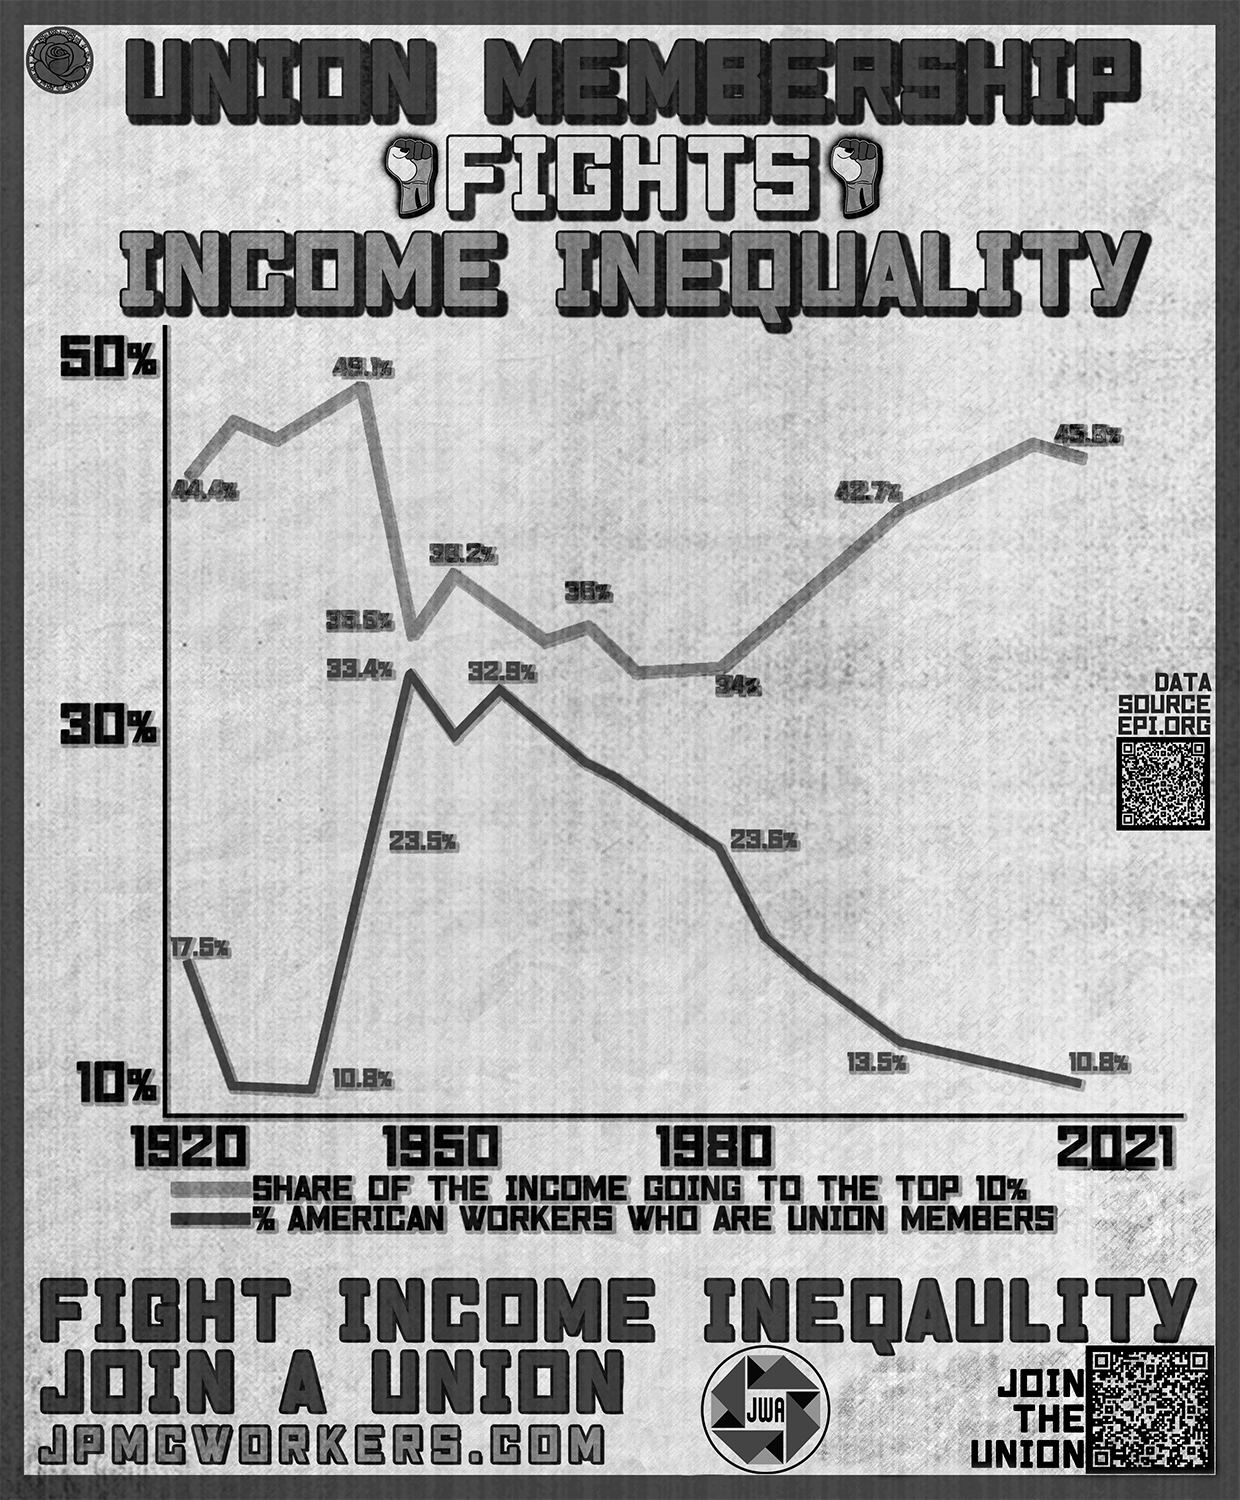 UNION MEMBERSHIP
FIGHTS
INCOME INEQUALITY
50%
49.1%
45.8%
44.4%
42.7%
36.2%
36%
33.6%
33.4%
32.9%
34%
DATA
SOURCE
EPI.ORG
30%
23.5%
23.6%
17.5%
13.5%
10.8%
10.8%
10%
1920
1950
1980
2021
SHARE OF THE INCOME GOING TO THE TOP 10%
% AMERICAN WORKERS WHO ARE UNION MEMBERS
FIGHT INCOME INEQAULITY
JOIN A UNION
JPMCWORKERS.COM
JWA
JOIN
THE
UNION